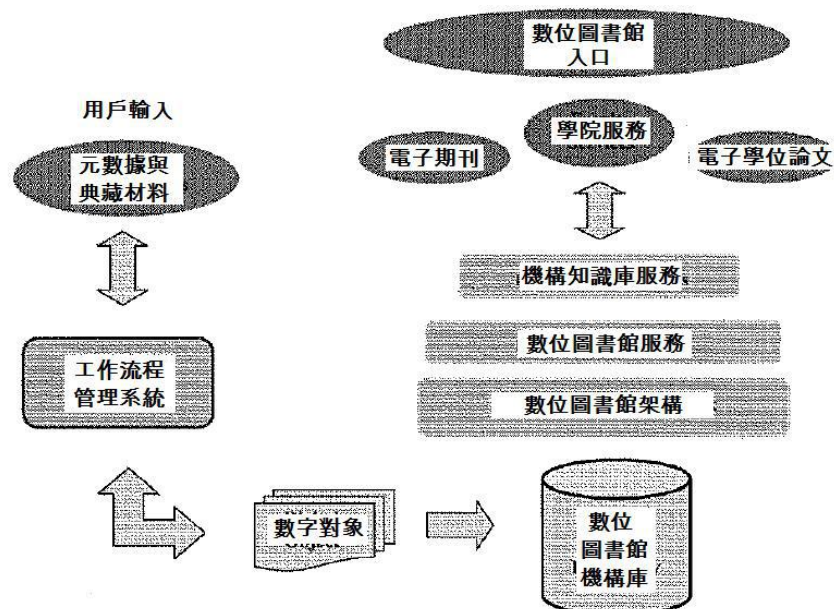 數位圖書館
入口
用戶輸入
學院服務
電子期刊
電子學位論文
元數據與
典藏材料
機構知識庫服務
數位圖書館服務
工作流程
管理系統
數位圖書館架構
數字對象
數位
圖書館
機構庫